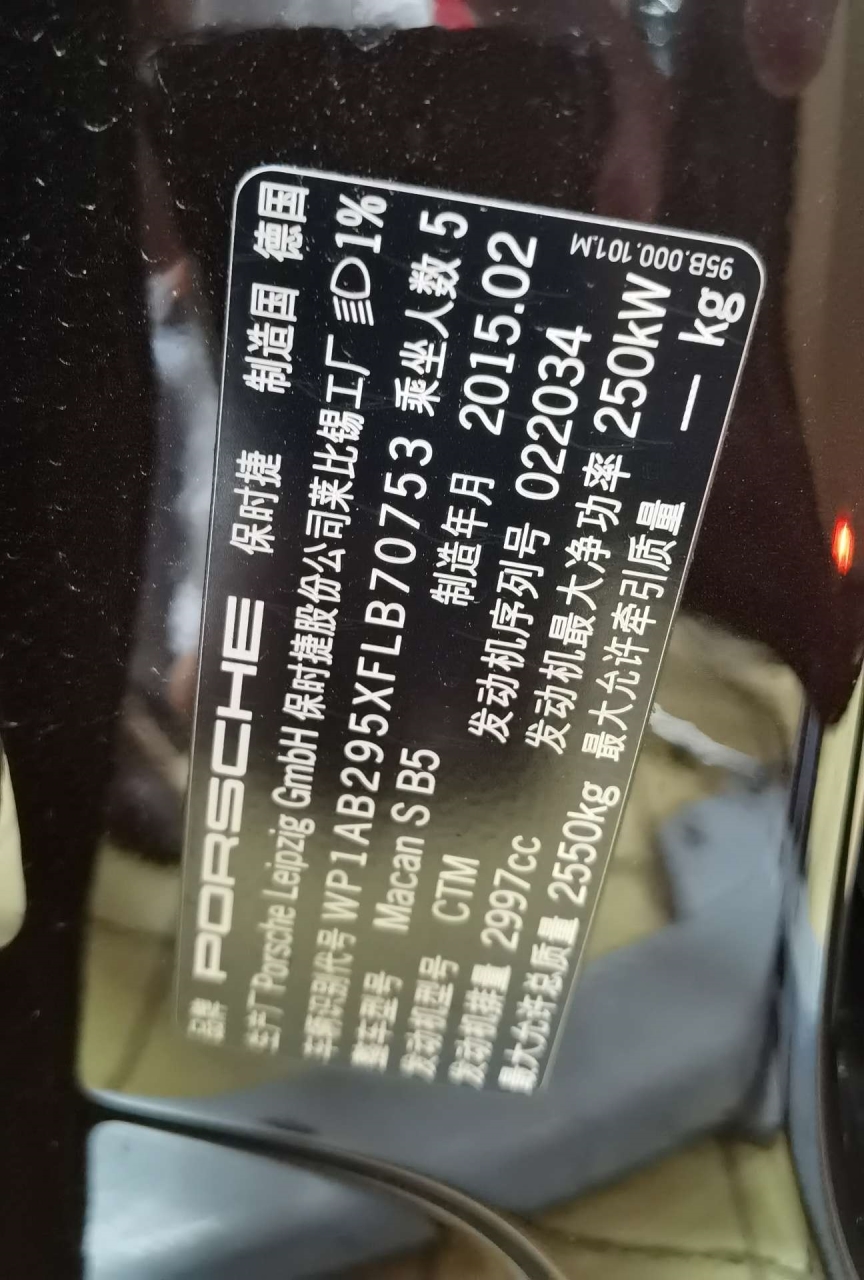 品牌 PORSCHE 保时捷 制造国 德国
生产厂 Porsche Leipzig GmbH 保时捷股份公司莱比锡工厂 1%
车辆识别代号 WP1AB295XFLB70753 乘坐人数 5
整车型号 Macan S B5 制造年月 2015.02
发动机型号 CTM 发动机序列号 022034
发动机排量 2997cc 发动机最大净功率 250kW
最大允许总质量 2550kg 最大允许牵引质量 — kg
95B.000.101.M